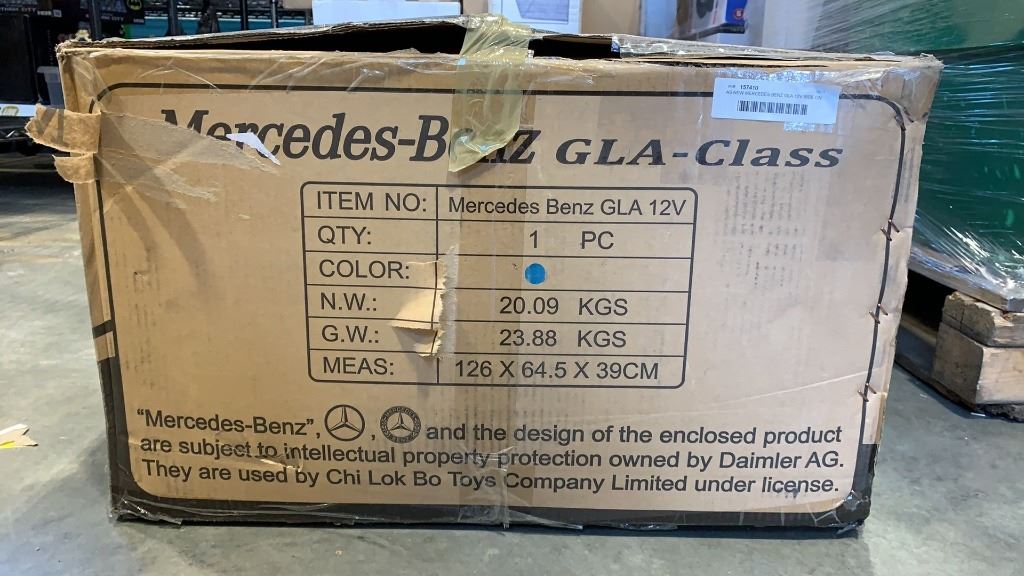 157410
Mercedes-Benz GLA-Class
ITEM NO: Mercedes Benz GLA 12V
QTY: 1 PC
COLOR:
N.W.: 20.09 KGS
G.W.: 23.88 KGS
MEAS: 126 X 64.5 X 39CM
“Mercedes-Benz”, , and the design of the enclosed product
are subject to intellectual property protection owned by Daimler AG.
They are used by Chi Lok Bo Toys Company Limited under license.